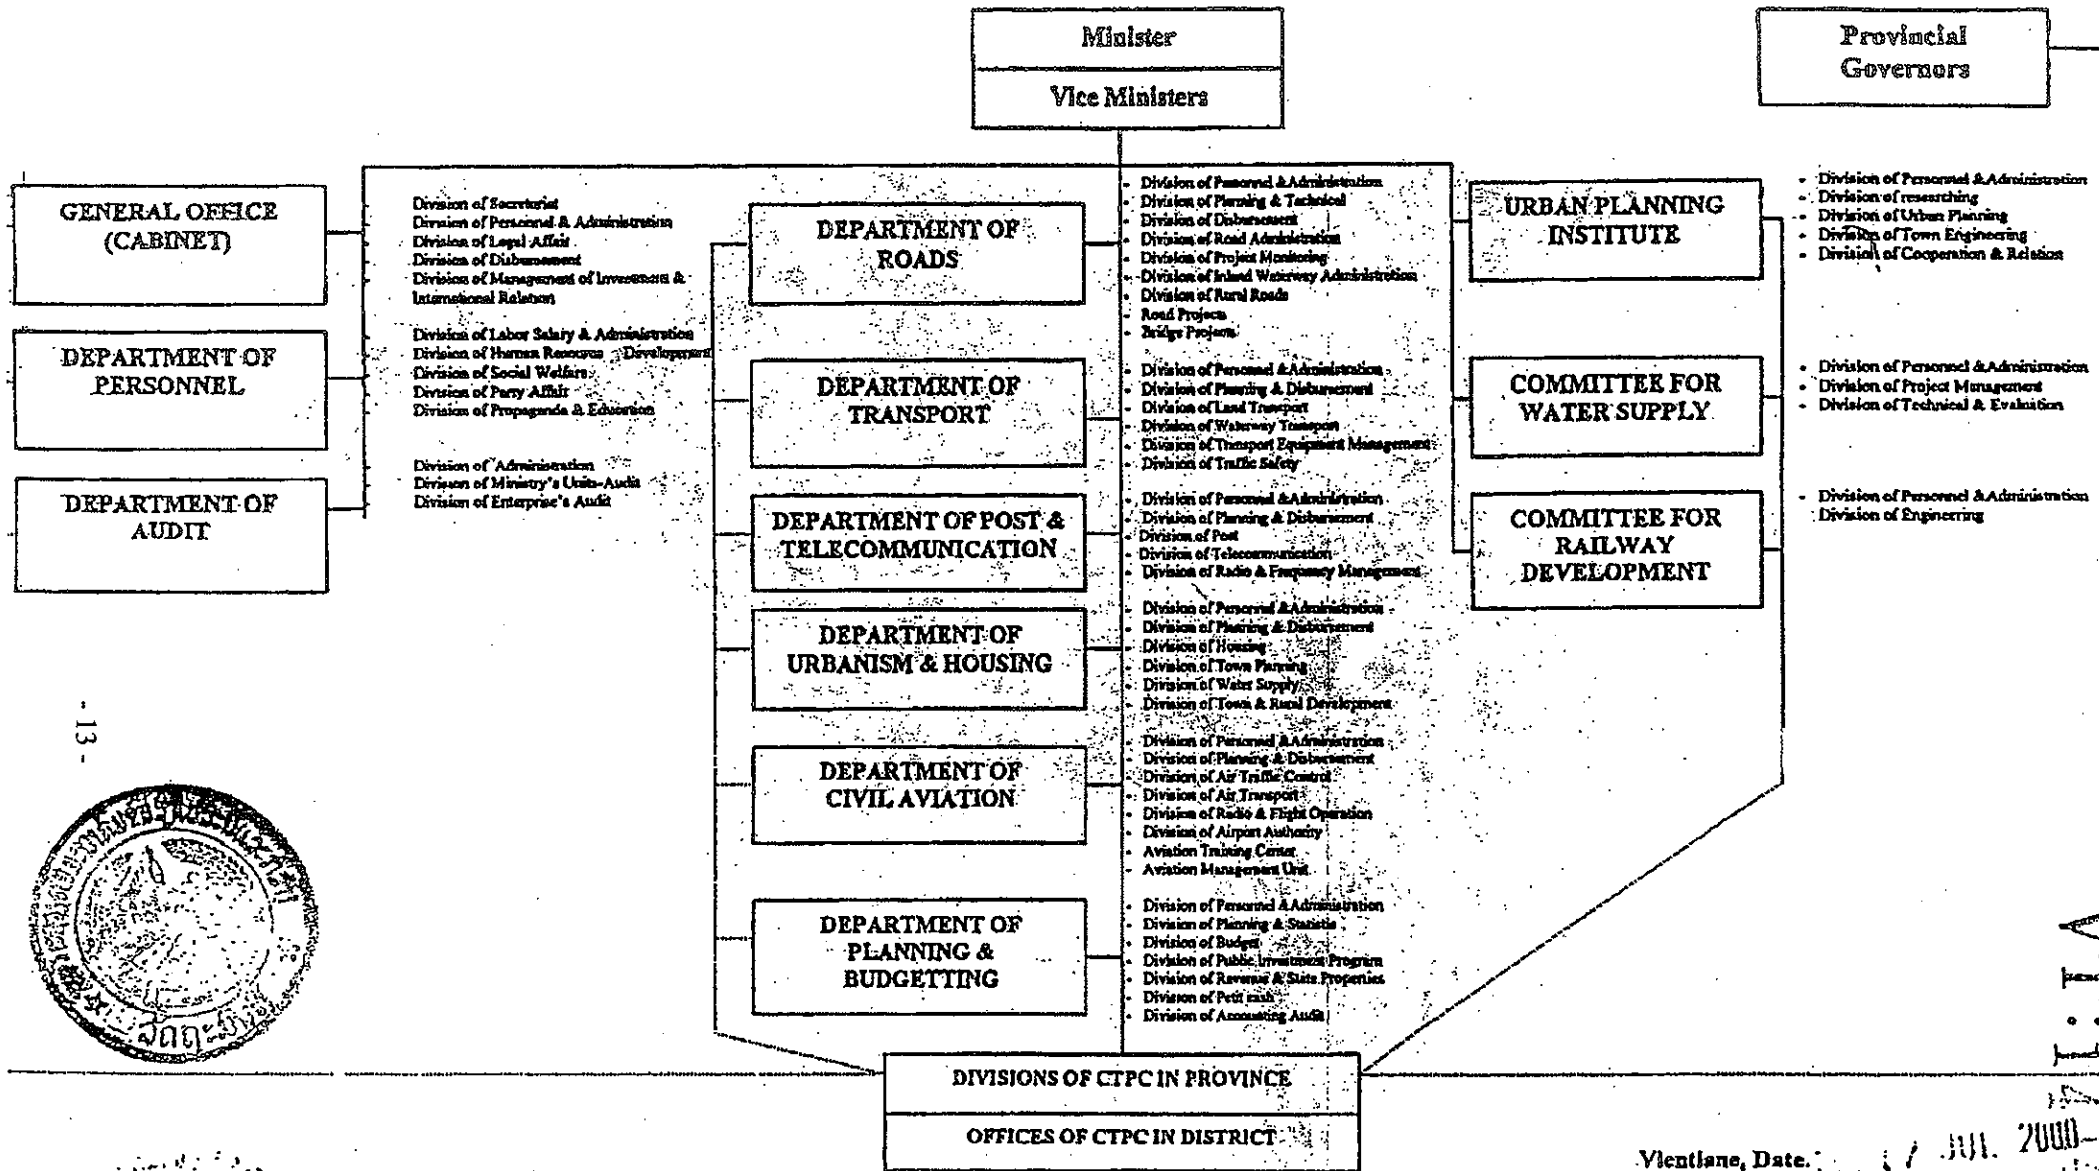 Minister
Vice Ministers
Provincial
Governors
GENERAL OFFICE
(CABINET)
- Division of Secretariat
- Division of Personnel & Administration
- Division of Legal Affair
- Division of Disbursement
- Division of Management of Investment &
International Relation
DEPARTMENT OF
PERSONNEL
- Division of Labor Salary & Administration
- Division of Human Resource Development
- Division of Social Welfare
- Division of Party Affair
- Division of Propaganda & Education
DEPARTMENT OF
AUDIT
- Division of Administration
- Division of Ministry's Units-Audit
- Division of Enterprise's Audit
DEPARTMENT OF
ROADS
- Division of Personnel & Administration
- Division of Planning & Technical
- Division of Disbursement
- Division of Road Administration
- Division of Project Monitoring
- Division of Inland Waterway Administration
- Division of Rural Roads
- Road Projects
- Bridge Projects
DEPARTMENT OF
TRANSPORT
- Division of Personnel & Administration
- Division of Planning & Disbursement
- Division of Land Transport
- Division of Waterway Transport
- Division of Transport Equipment Management
- Division of Traffic Safety
DEPARTMENT OF POST &
TELECOMMUNICATION
- Division of Personnel & Administration
- Division of Planning & Disbursement
- Division of Post
- Division of Telecommunication
- Division of Radio & Frequency Management
DEPARTMENT OF
URBANISM & HOUSING
- Division of Personnel & Administration
- Division of Planning & Disbursement
- Division of Housing
- Division of Town Planning
- Division of Water Supply
- Division of Town & Rural Development
DEPARTMENT OF
CIVIL AVIATION
- Division of Personnel & Administration
- Division of Planning & Disbursement
- Division of Air Traffic Control
- Division of Air Transport
- Division of Radio & Flight Operation
- Division of Airport Authority
- Aviation Training Center
- Aviation Management Unit
DEPARTMENT OF
PLANNING &
BUDGETTING
- Division of Personnel & Administration
- Division of Planning & Statistis
- Division of Budget
- Division of Public Investment Program
- Division of Revenue & State Properties
- Division of Petit cash
- Division of Accounting Audit
URBAN PLANNING
INSTITUTE
- Division of Personnel & Administration
- Division of researching
- Division of Urban Planning
- Division of Town Engineering
- Division of Cooperation & Relation
COMMITTEE FOR
WATER SUPPLY
- Division of Personnel & Administration
- Division of Project Management
- Division of Technical & Evaluation
COMMITTEE FOR
RAILWAY
DEVELOPMENT
- Division of Personnel & Administration
Division of Engineering
DIVISIONS OF CTPC IN PROVINCE
OFFICES OF CTPC IN DISTRICT
- 13 -
Vientiane, Date.
JUL. 2000